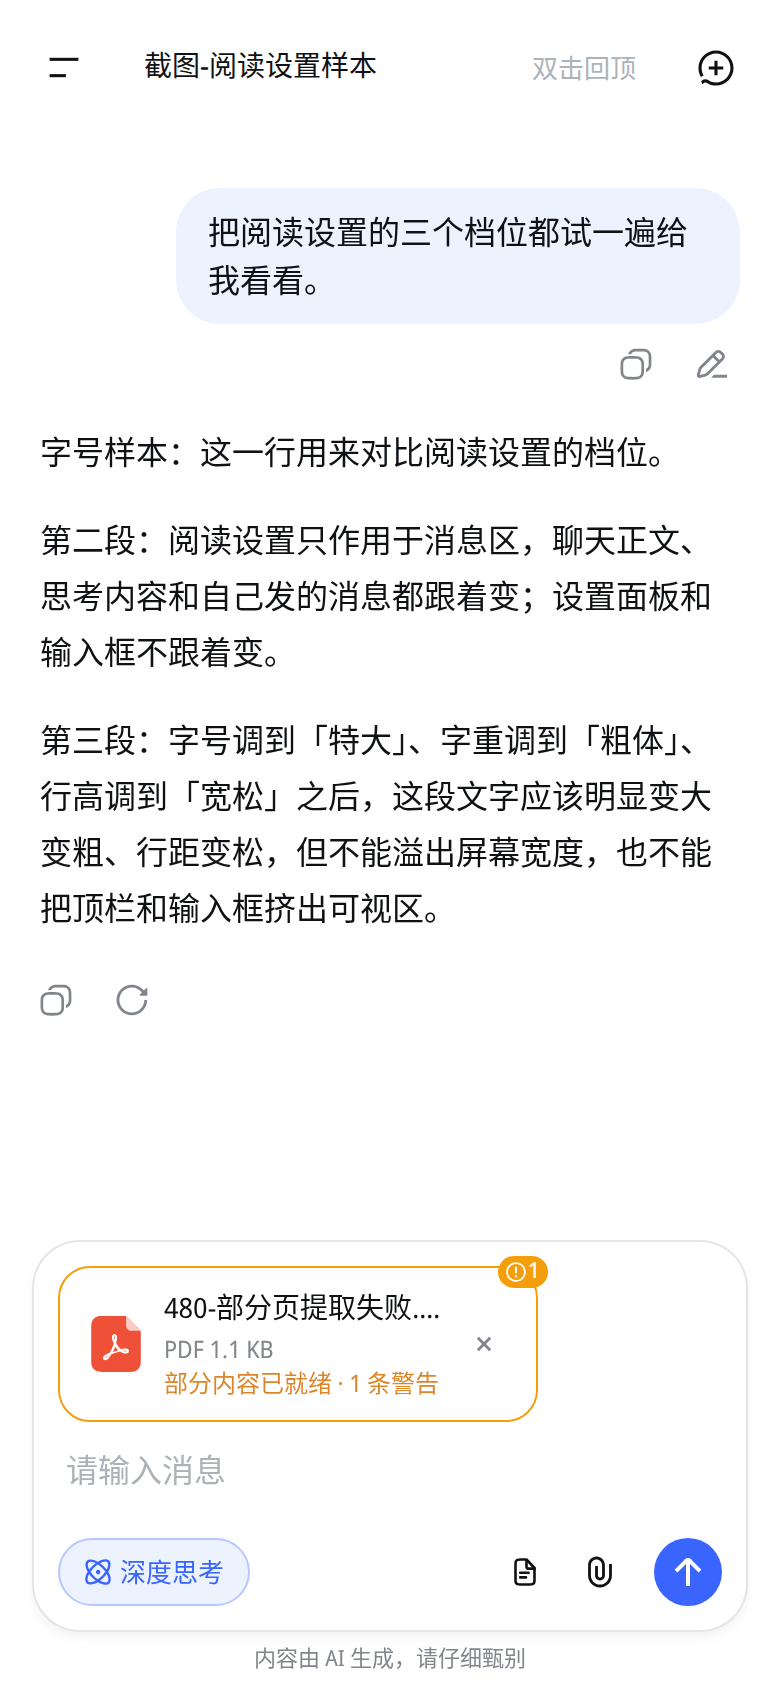 截图-阅读设置样本
双击回顶
把阅读设置的三个档位都试一遍给
我看看。
字号样本：这一行用来对比阅读设置的档位。
第二段：阅读设置只作用于消息区，聊天正文、
思考内容和自己发的消息都跟着变；设置面板和
输入框不跟着变。
第三段：字号调到「特大」、字重调到「粗体」、
行高调到「宽松」之后，这段文字应该明显变大
变粗、行距变松，但不能溢出屏幕宽度，也不能
把顶栏和输入框挤出可视区。
1
480-部分页提取失败....
PDF 1.1 KB
部分内容已就绪 · 1 条警告
请输入消息
深度思考
内容由 AI 生成，请仔细甄别